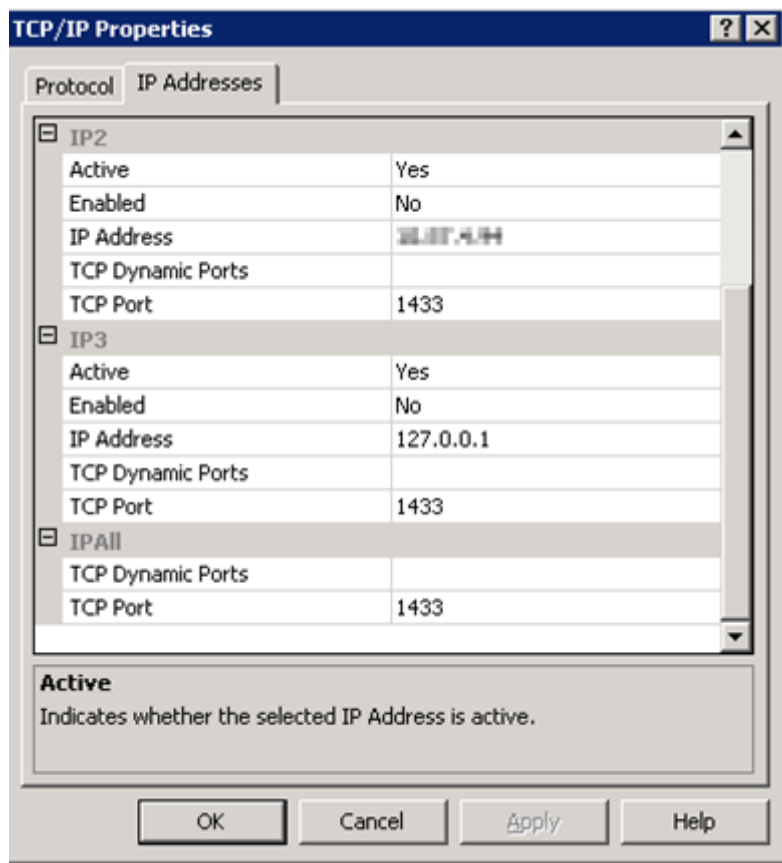 TCP/IP Properties
Protocol IP Addresses
IP2
Active Yes
Enabled No
IP Address
TCP Dynamic Ports
TCP Port 1433
IP3
Active Yes
Enabled No
IP Address 127.0.0.1
TCP Dynamic Ports
TCP Port 1433
IPAll
TCP Dynamic Ports
TCP Port 1433
Active
Indicates whether the selected IP Address is active.
OK Cancel Apply Help